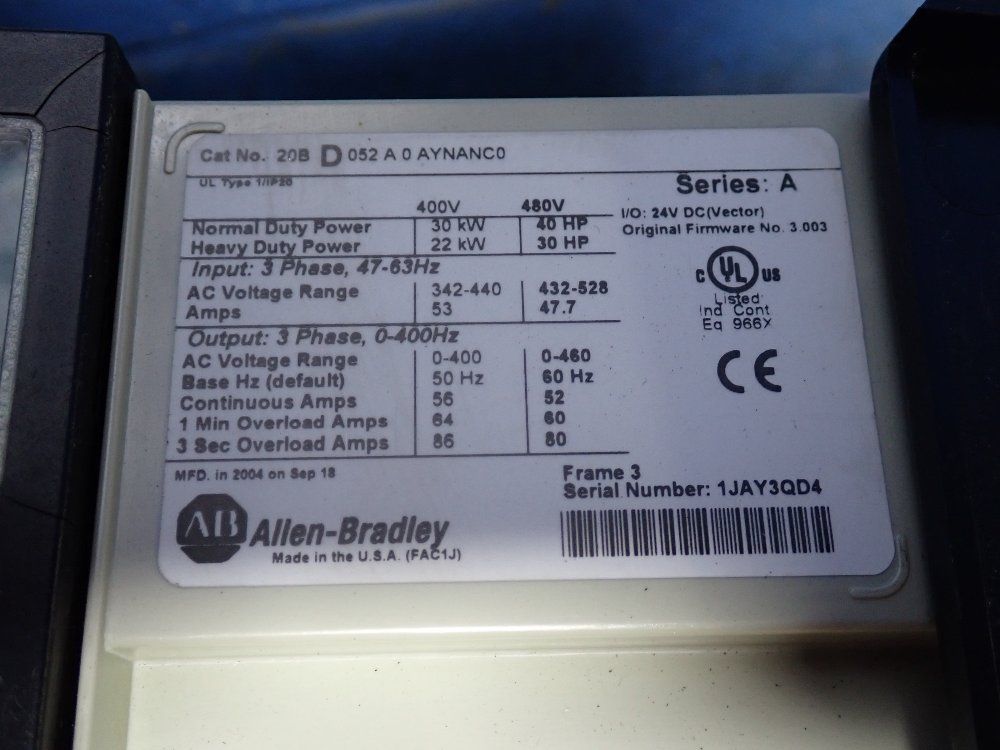 Cat No. 20B D 052 A 0 AYNANC0
UL Type 1/IP20
Series: A
400V 480V
I/O: 24V DC(Vector)
Normal Duty Power 30 kW 40 HP
Original Firmware No. 3.003
Heavy Duty Power 22 kW 30 HP
Input: 3 Phase, 47-63Hz
C UL US
AC Voltage Range 342-440 432-528
Listed
Amps 53 47.7
Ind Cont
Eq 966X
Output: 3 Phase, 0-400Hz
AC Voltage Range 0-400 0-460
CE
Base Hz (default) 50 Hz 60 Hz
Continuous Amps 56 52
1 Min Overload Amps 64 60
3 Sec Overload Amps 86 80
MFD. in 2004 on Sep 18
Frame 3
Serial Number: 1JAY3QD4
AB Allen-Bradley
Made in the U.S.A. (FAC1J)